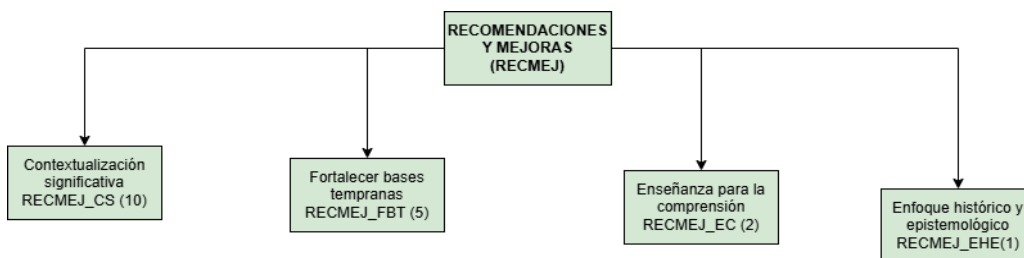 RECOMENDACIONES
Y MEJORAS
(RECMEJ)
Contextualización
significativa
RECMEJ_CS (10)
Fortalecer bases
tempranas
RECMEJ_FBT (5)
Enseñanza para la
comprensión
RECMEJ_EC (2)
Enfoque histórico y
epistemológico
RECMEJ_EHE(1)